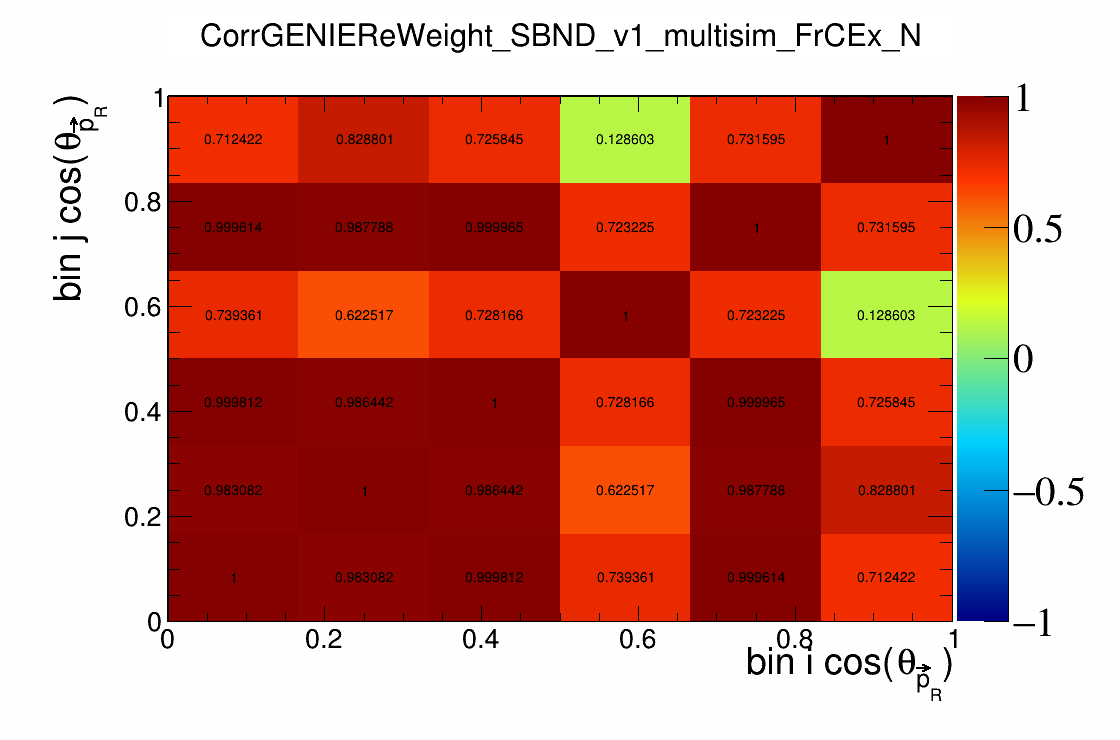 CorrGENIEReWeight_SBND_v1_multisim_FrCEx_N
bin j cos(θp⃗R)
1
0.8
0.6
0.4
0.2
0
0.712422 0.828801 0.725845 0.128603 0.731595 1
0.999614 0.987788 0.999965 0.723225 1 0.731595
0.739361 0.622517 0.728166 1 0.723225 0.128603
0.999812 0.986442 1 0.728166 0.999965 0.725845
0.983082 1 0.986442 0.622517 0.987788 0.828801
1 0.983082 0.999812 0.739361 0.999614 0.712422
1
0.5
0
−0.5
−1
0 0.2 0.4 0.6 0.8 1
bin i cos(θp⃗R)